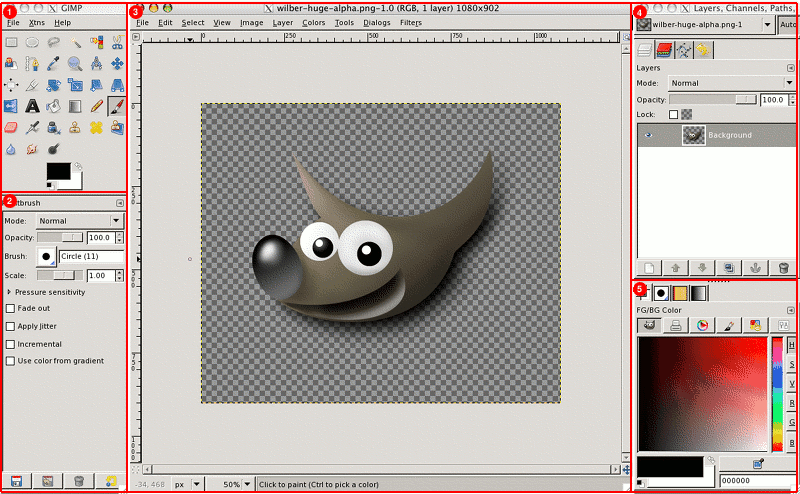 1
GIMP
File Xtns Help
2
Mode: Normal
Opacity: 100.0
Brush: Circle (11)
Scale: 1.00
Pressure sensitivity
Fade out
Apply Jitter
Incremental
Use color from gradient
3
wilber-huge-alpha.png-1.0 (RGB, 1 layer) 1080x902
File Edit Select View Image Layer Colors Tools Dialogs Filters
0 250 500 750 1000
-34, 468 px 50% Click to paint (Ctrl to pick a color)
4
Layers, Channels, Paths,
wilber-huge-alpha.png-1 Auto
Layers
Mode: Normal
Opacity: 100.0
Lock:
Background
5
FG/BG Color
H
S
V
R
G
B
000000